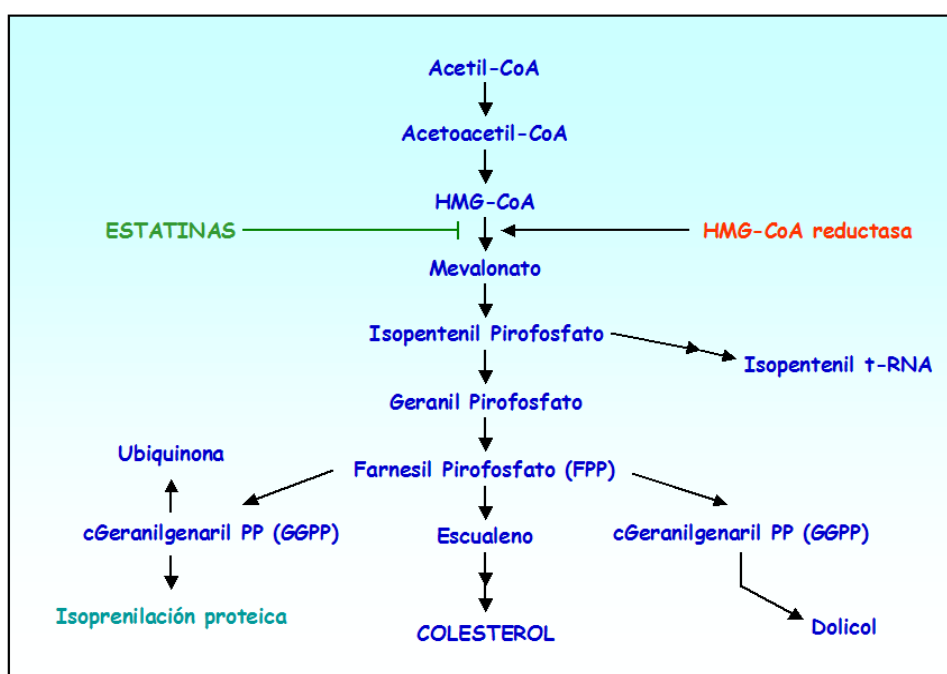 Acetil-CoA
Acetoacetil-CoA
HMG-CoA
ESTATINAS
HMG-CoA reductasa
Mevalonato
Isopentenil Pirofosfato
Isopentenil t-RNA
Geranil Pirofosfato
Ubiquinona
Farnesil Pirofosfato (FPP)
cGeranilgenaril PP (GGPP)
Escualeno
cGeranilgenaril PP (GGPP)
Isoprenilación proteica
COLESTEROL
Dolicol